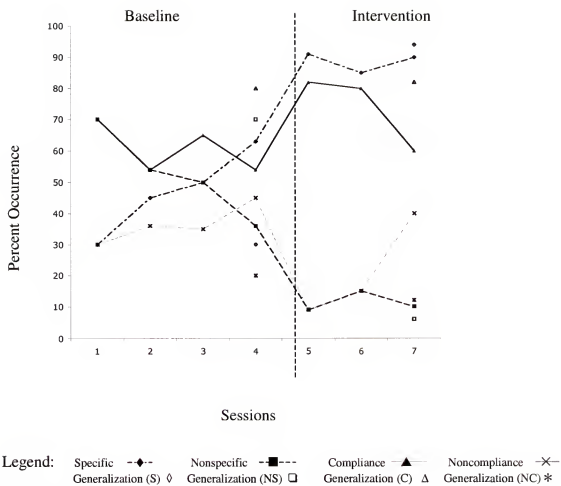 Baseline Intervention
100
90
80
70
60
50
40
30
20
10
0
Percent Occurrence
1 2 3 4 5 6 7
Sessions
Legend: Specific Nonspecific Compliance Noncompliance
Generalization (S) ◊ Generalization (NS) ❑ Generalization (C) Δ Generalization (NC) *